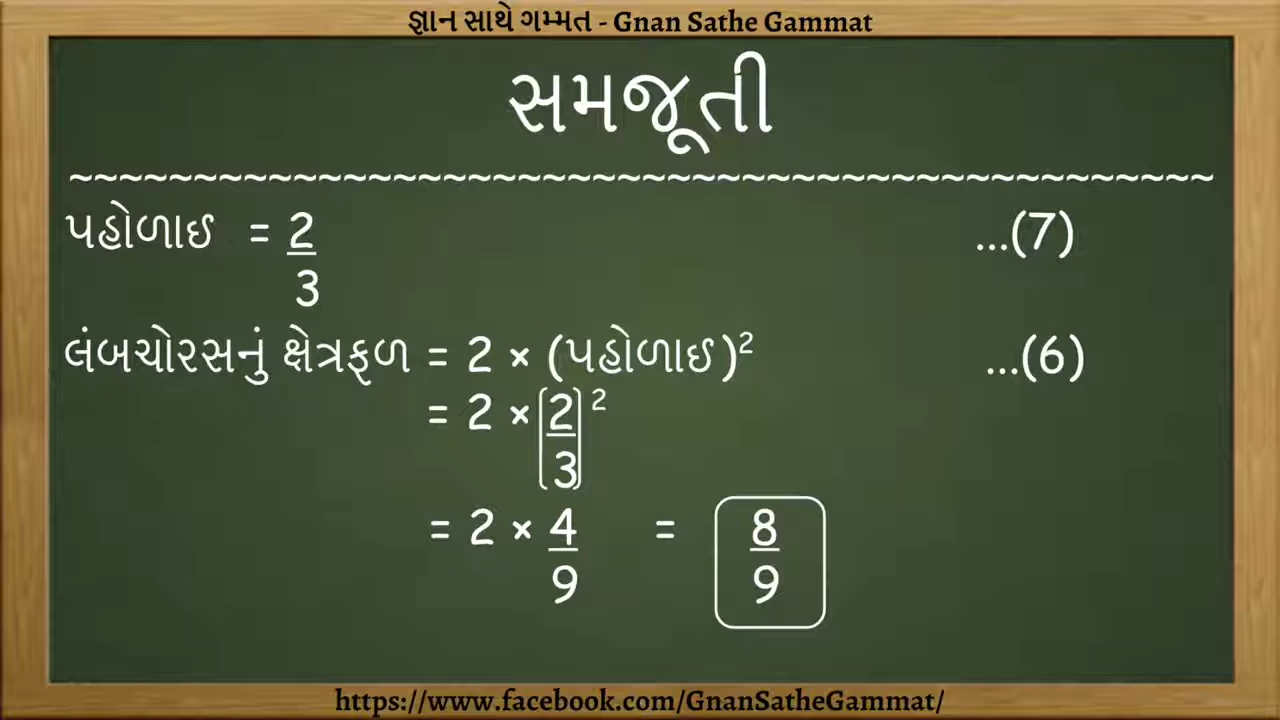 જ્ઞાન સાથે ગમ્મત - Gnan Sathe Gammat
સમજૂતી
~~~~~~~~~~~~~~~~~~~~~~~~~~~~~~~~~~~~~~~~~~~~~~
પહોળાઈ = 2/3 ...(7)
લંબચોરસનું ક્ષેત્રફળ = 2 × (પહોળાઈ)² ...(6)
= 2 × (2/3)²
= 2 × 4/9 = 8/9
https://www.facebook.com/GnanSatheGammat/